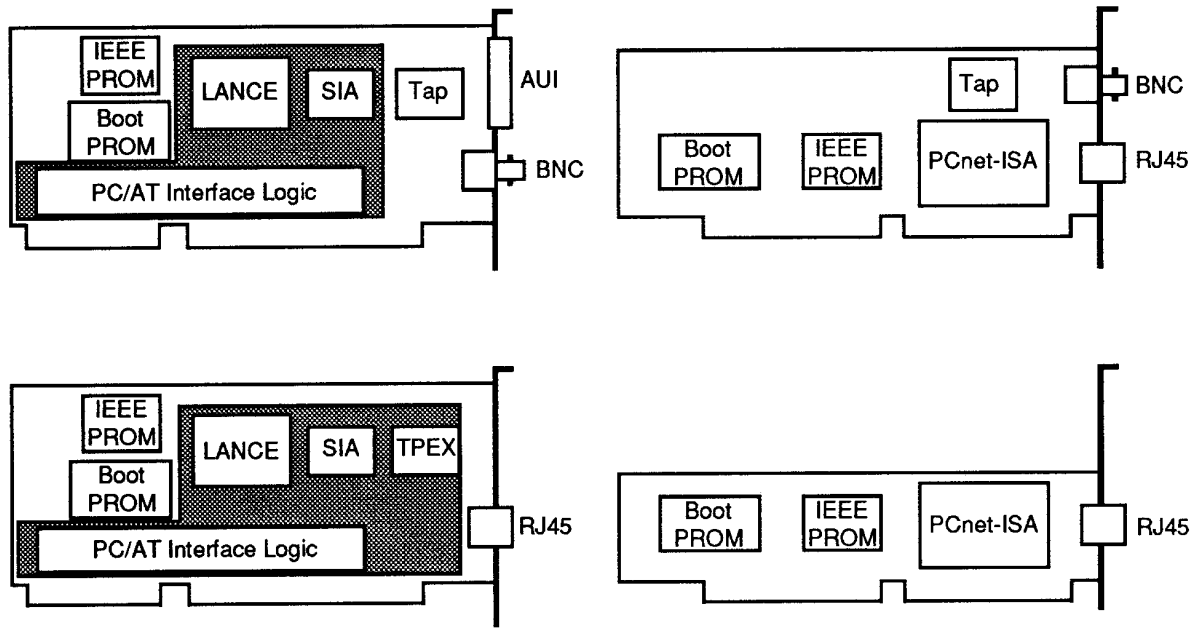 IEEE
PROM
LANCE
SIA
Tap
AUI
Boot
PROM
BNC
PC/AT Interface Logic
Tap
BNC
Boot
PROM
IEEE
PROM
PCnet-ISA
RJ45
IEEE
PROM
LANCE
SIA
TPEX
Boot
PROM
RJ45
PC/AT Interface Logic
Boot
PROM
IEEE
PROM
PCnet-ISA
RJ45